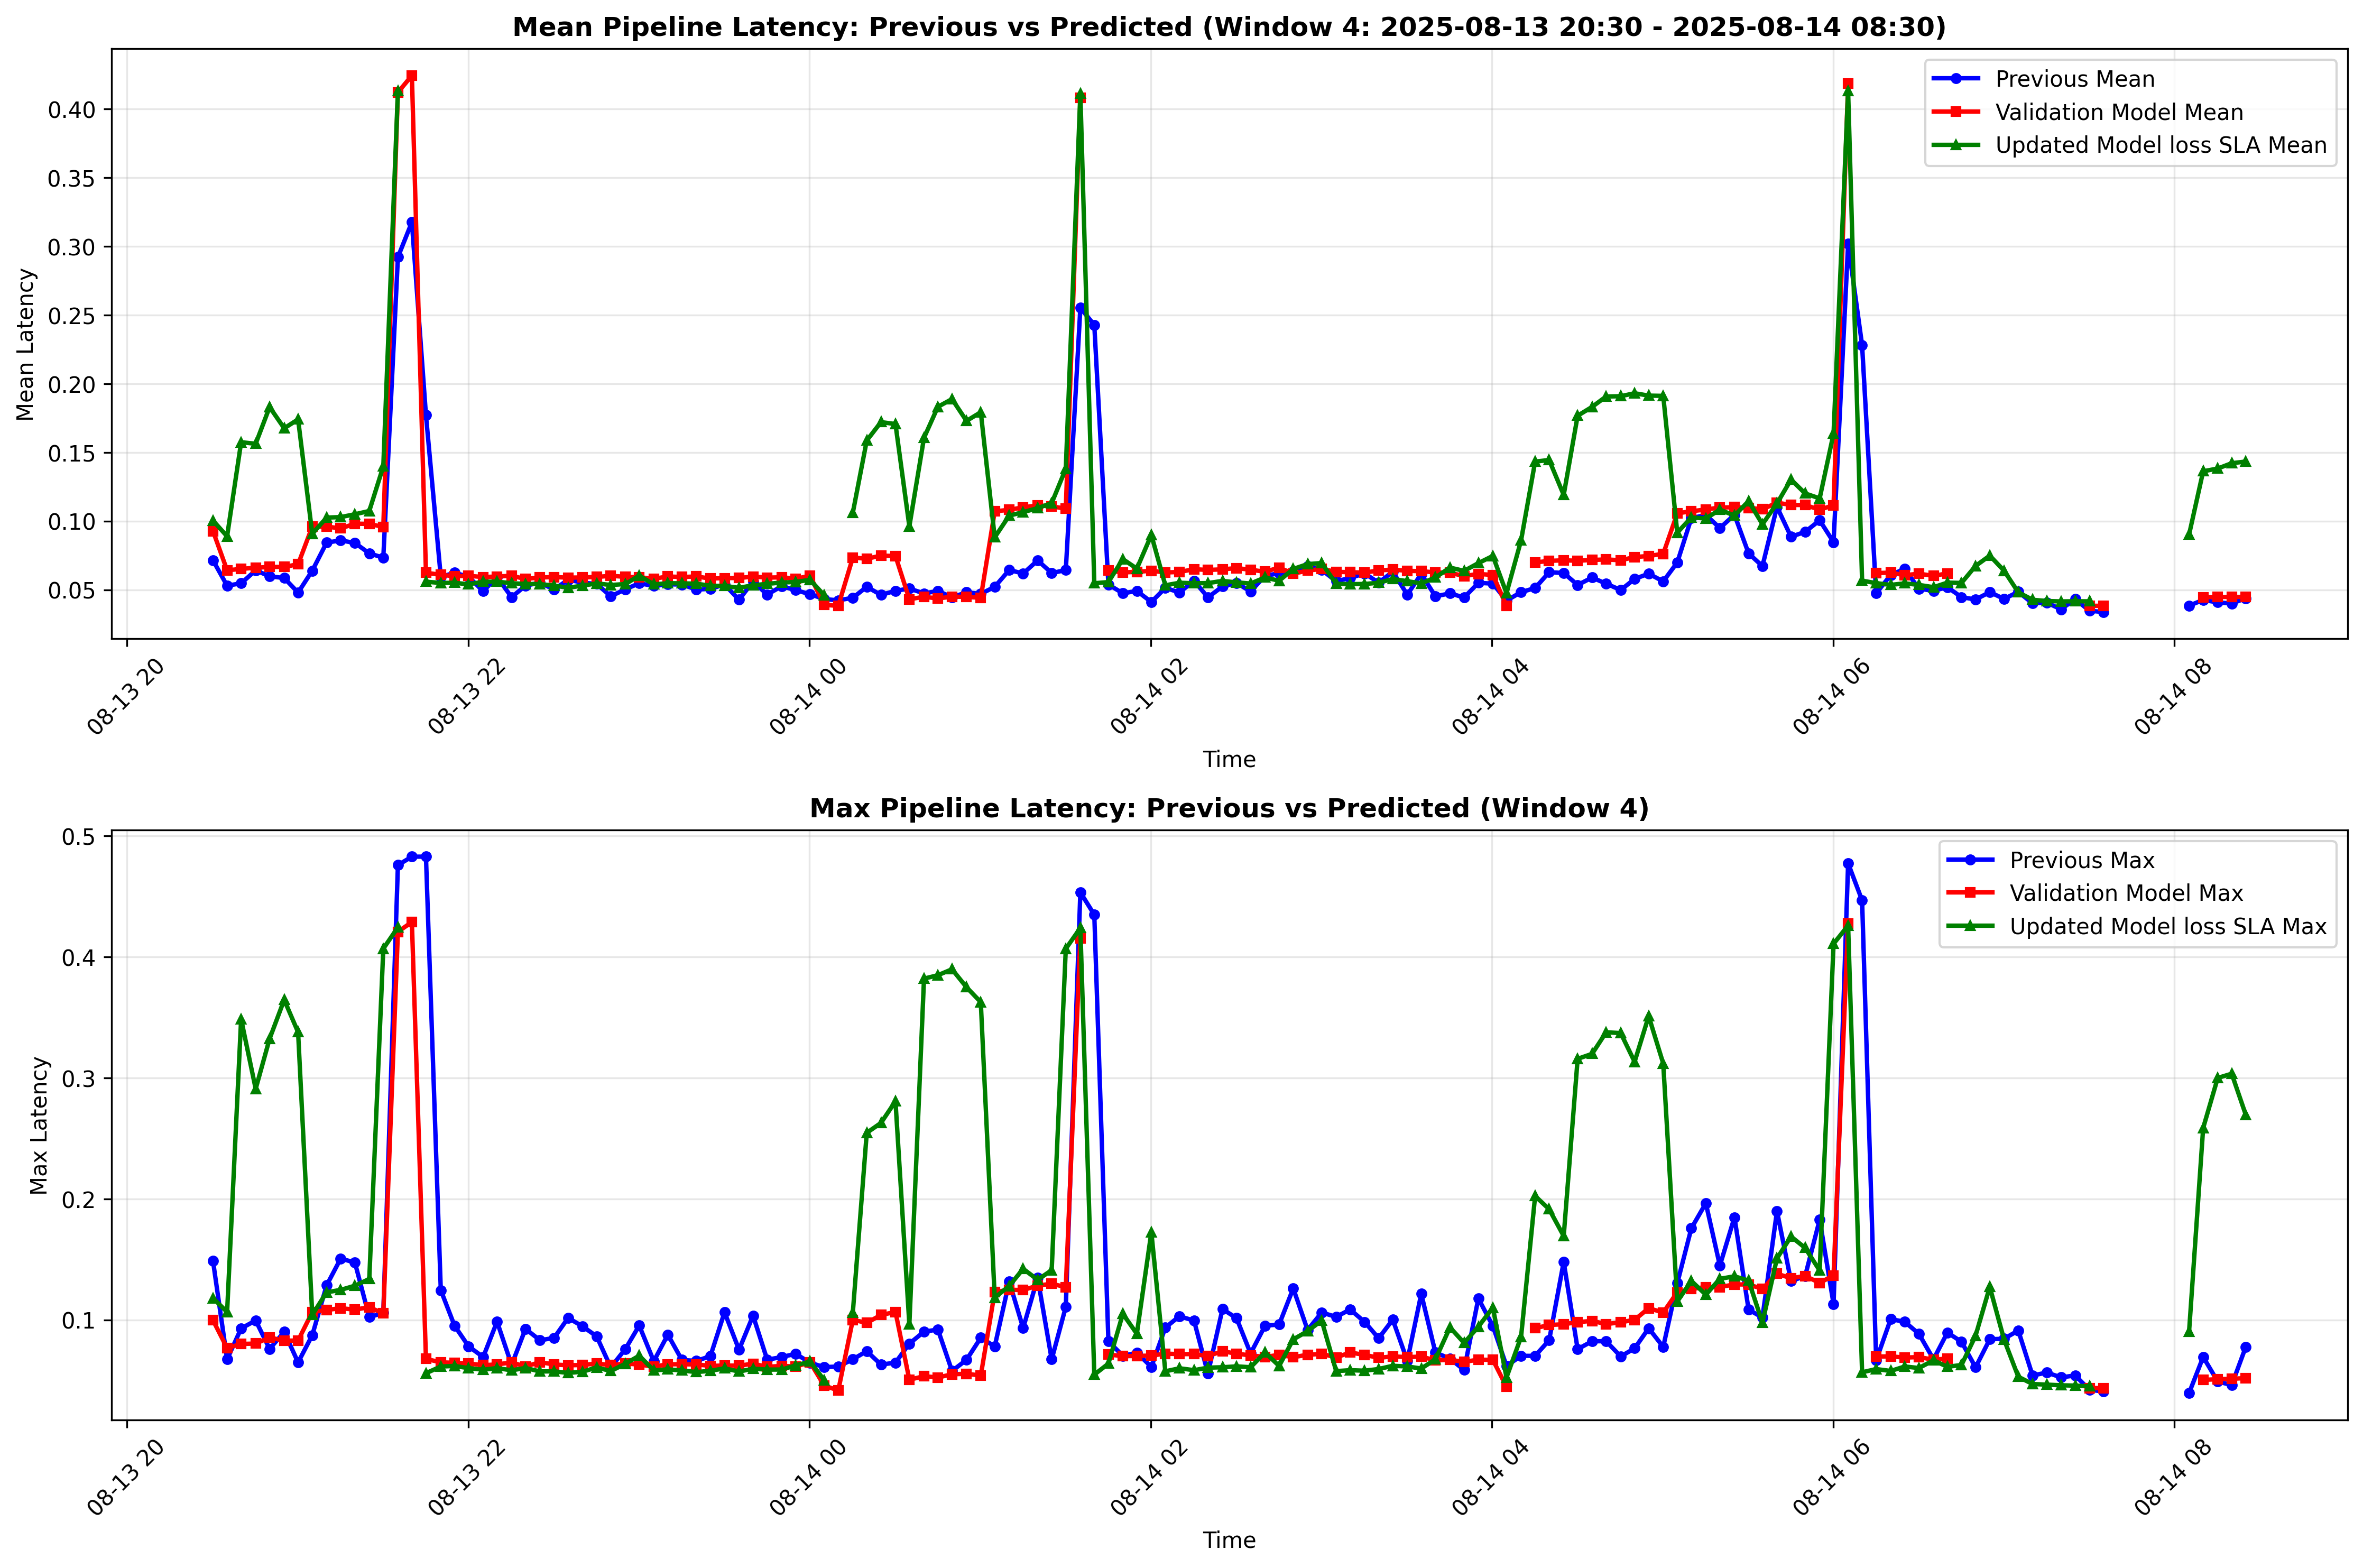 Mean Pipeline Latency: Previous vs Predicted (Window 4: 2025-08-13 20:30 - 2025-08-14 08:30)
Previous Mean
Validation Model Mean
Updated Model loss SLA Mean
Mean Latency
0.40
0.35
0.30
0.25
0.20
0.15
0.10
0.05
08-13 20
08-13 22
08-14 00
08-14 02
08-14 04
08-14 06
08-14 08
Time
Max Pipeline Latency: Previous vs Predicted (Window 4)
Previous Max
Validation Model Max
Updated Model loss SLA Max
Max Latency
0.5
0.4
0.3
0.2
0.1
08-13 20
08-13 22
08-14 00
08-14 02
08-14 04
08-14 06
08-14 08
Time